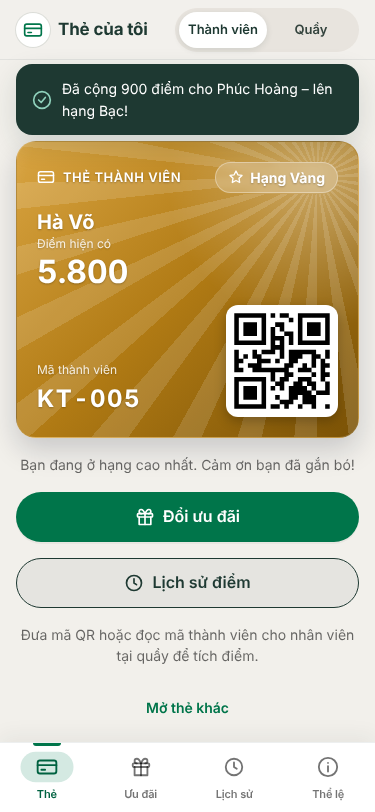 Thẻ của tôi
Thành viên
Quầy
Đã cộng 900 điểm cho Phúc Hoàng – lên
hạng Bạc!
THẺ THÀNH VIÊN
Hạng Vàng
Hà Võ
Điểm hiện có
5.800
Mã thành viên
KT-005
Bạn đang ở hạng cao nhất. Cảm ơn bạn đã gắn bó!
Đổi ưu đãi
Lịch sử điểm
Đưa mã QR hoặc đọc mã thành viên cho nhân viên
tại quầy để tích điểm.
Mở thẻ khác
Thẻ
Ưu đãi
Lịch sử
Thể lệ